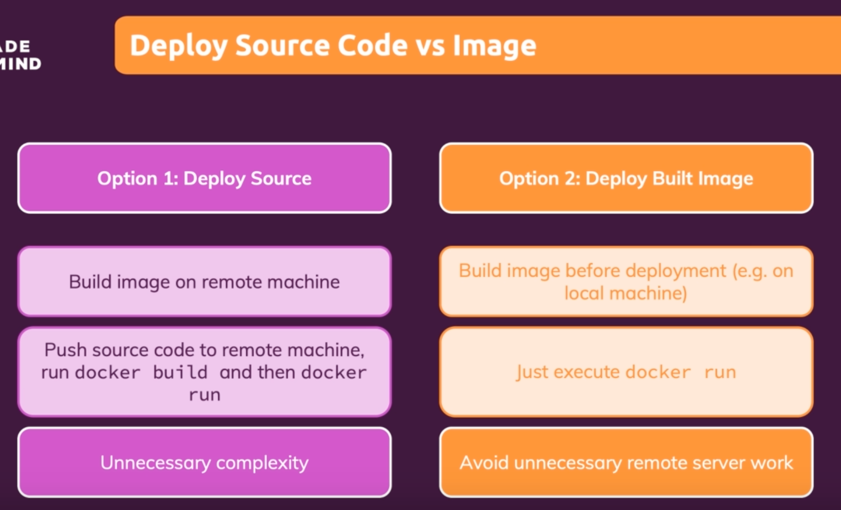 ADE
MIND
Deploy Source Code vs Image
Option 1: Deploy Source
Option 2: Deploy Built Image
Build image on remote machine
Build image before deployment (e.g. on
local machine)
Push source code to remote machine,
run docker build and then docker
run
Just execute docker run
Unnecessary complexity
Avoid unnecessary remote server work